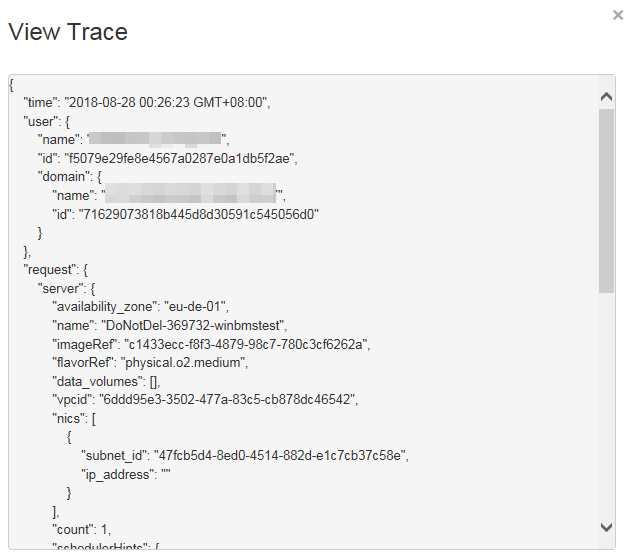 ×
View Trace
{
"time": "2018-08-28 00:26:23 GMT+08:00",
"user": {
"name": " ",
"id": "f5079e29fe8e4567a0287e0a1db5f2ae",
"domain": {
"name": " ",
"id": "71629073818b445d8d30591c545056d0"
}
},
"request": {
"server": {
"availability_zone": "eu-de-01",
"name": "DoNotDel-369732-winbmstest",
"imageRef": "c1433ecc-f8f3-4879-98c7-780c3cf6262a",
"flavorRef": "physical.o2.medium",
"data_volumes": [],
"vpcid": "6ddd95e3-3502-477a-83c5-cb878dc46542",
"nics": [
{
"subnet_id": "47fcb5d4-8ed0-4514-882d-e1c7cb37c58e",
"ip_address": ""
}
],
"count": 1,
"schedulerHints": {